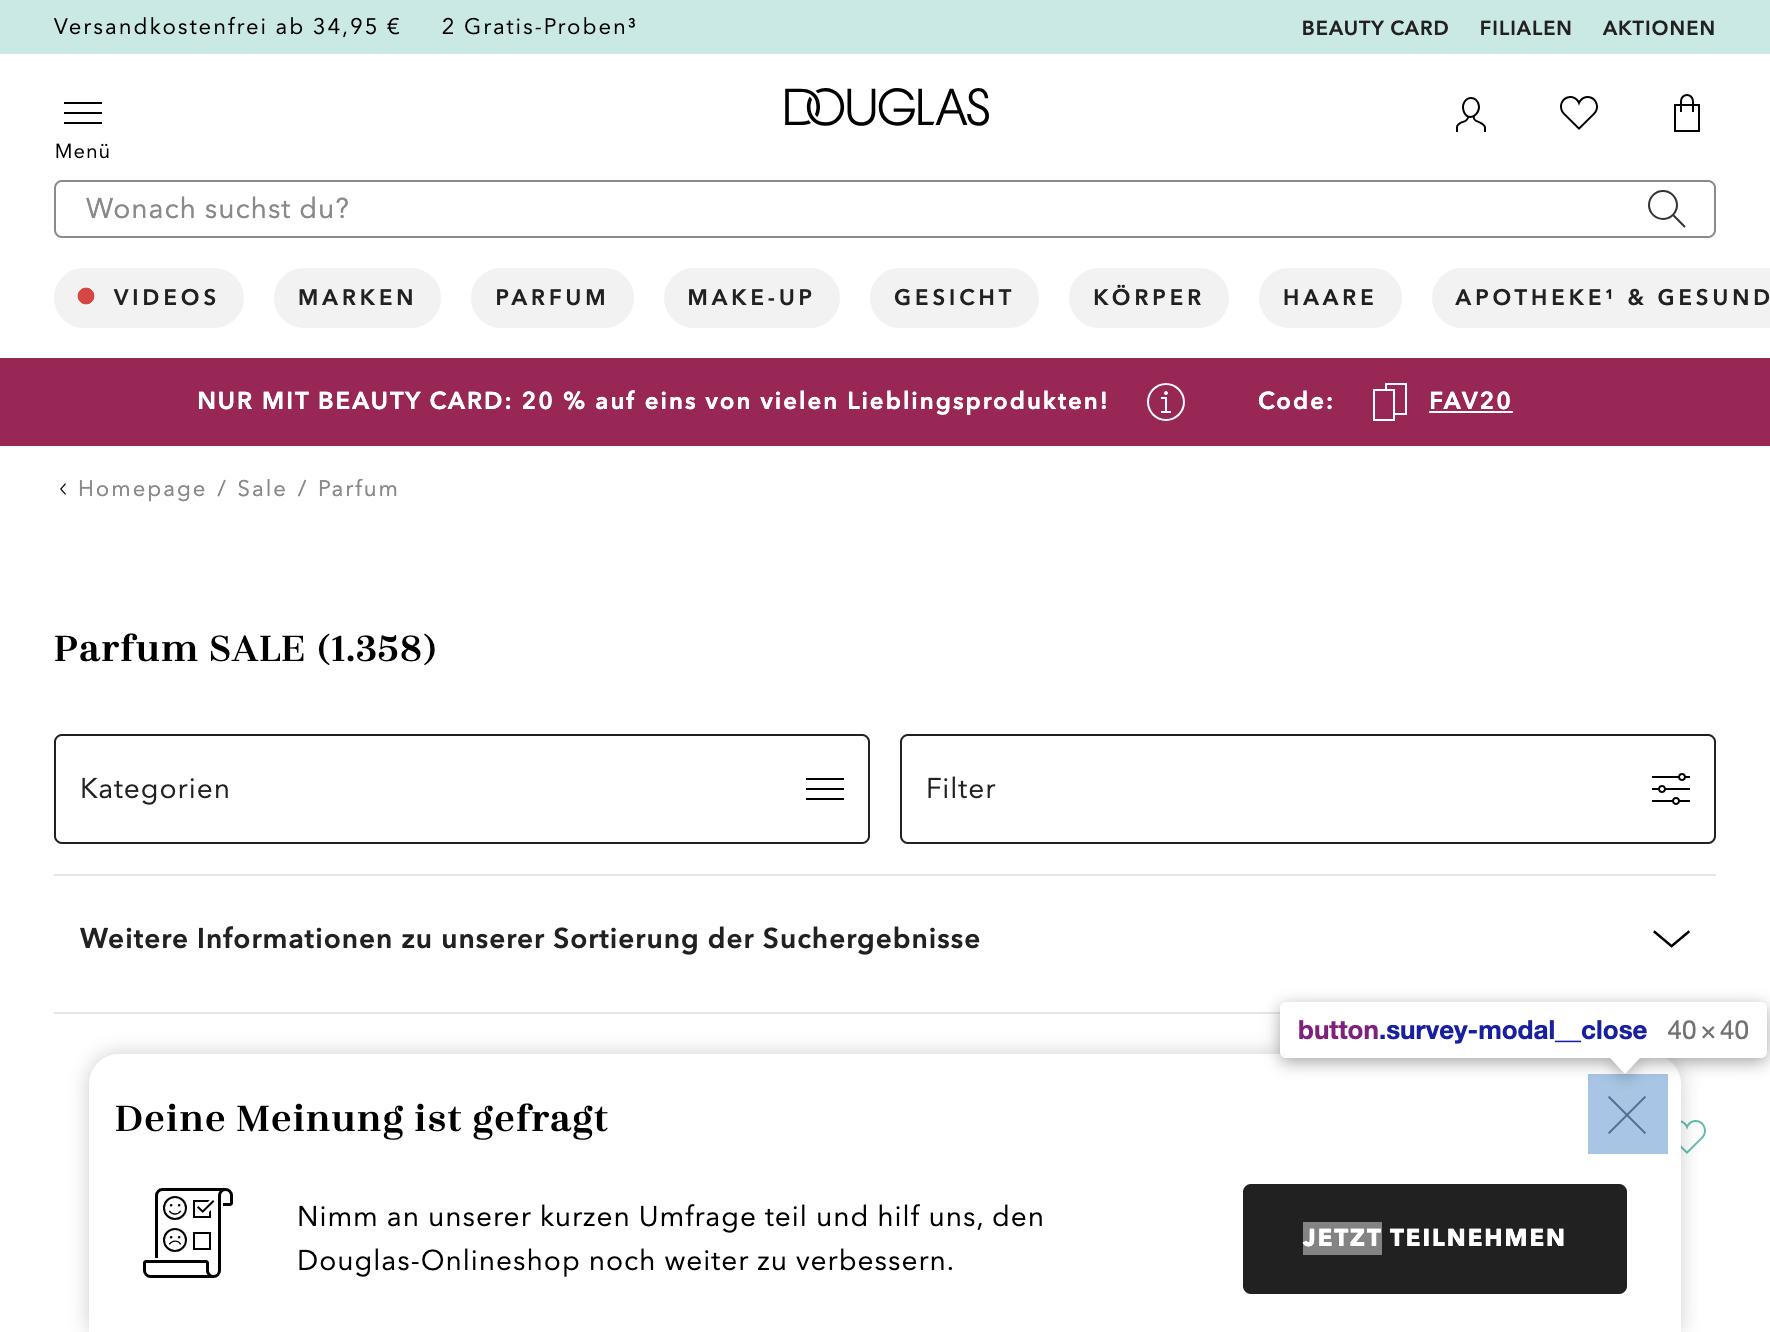 Versandkostenfrei ab 34,95 € 2 Gratis-Proben³ BEAUTY CARD FILIALEN AKTIONEN
DOUGLAS
Menü
Wonach suchst du?
VIDEOS MARKEN PARFUM MAKE-UP GESICHT KÖRPER HAARE APOTHEKE¹ & GESUND
NUR MIT BEAUTY CARD: 20 % auf eins von vielen Lieblingsprodukten! i Code: FAV20
‹ Homepage / Sale / Parfum
Parfum SALE (1.358)
Kategorien Filter
Weitere Informationen zu unserer Sortierung der Suchergebnisse
button.survey-modal__close 40×40
Deine Meinung ist gefragt
Nimm an unserer kurzen Umfrage teil und hilf uns, den
Douglas-Onlineshop noch weiter zu verbessern.
JETZT TEILNEHMEN